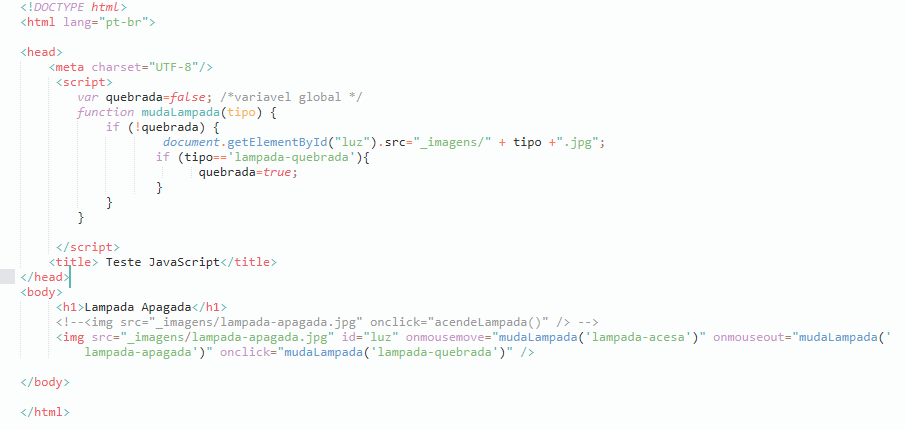 <!DOCTYPE html>
<html lang="pt-br">
<head>
<meta charset="UTF-8"/>
<script>
var quebrada=false; /*variavel global */
function mudaLampada(tipo) {
if (!quebrada) {
document.getElementById("luz").src="_imagens/" + tipo +".jpg";
if (tipo=='lampada-quebrada'){
quebrada=true;
}
}
}
</script>
<title> Teste JavaScript</title>
</head>
<body>
<h1>Lampada Apagada</h1>
<!--<img src="_imagens/lampada-apagada.jpg" onclick="acendeLampada()" /> -->
<img src="_imagens/lampada-apagada.jpg" id="luz" onmousemove="mudaLampada('lampada-acesa')" onmouseout="mudaLampada('
lampada-apagada')" onclick="mudaLampada('lampada-quebrada')" />
</body>
</html>